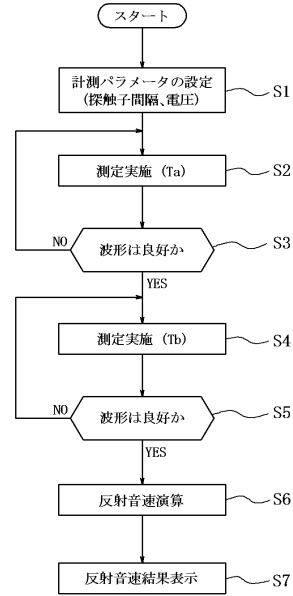 スタート
計測パラメータの設定
(探触子間隔、電圧)
S1
測定実施 (Ta)
S2
波形は良好か
S3
NO
YES
測定実施 (Tb)
S4
波形は良好か
S5
NO
YES
反射音速演算
S6
反射音速結果表示
S7